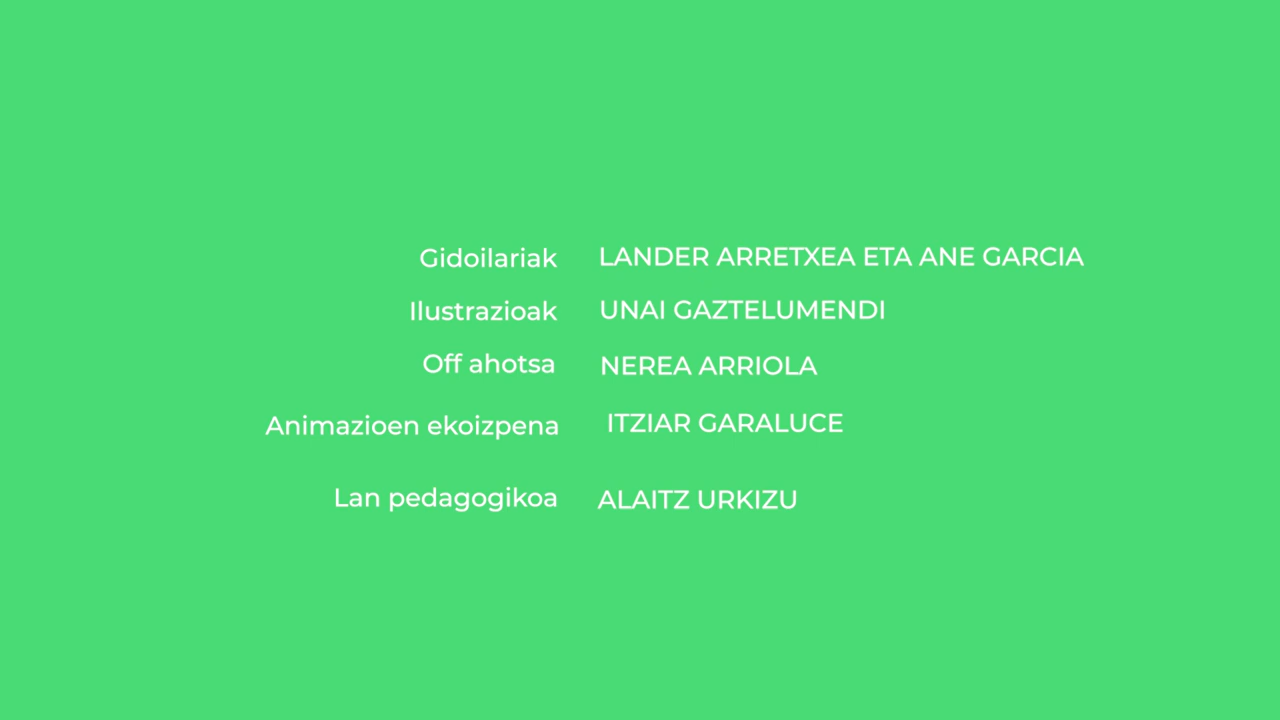 Gidoilariak LANDER ARRETXEA ETA ANE GARCIA
Ilustrazioak UNAI GAZTELUMENDI
Off ahotsa NEREA ARRIOLA
Animazioen ekoizpena ITZIAR GARALUCE
Lan pedagogikoa ALAITZ URKIZU